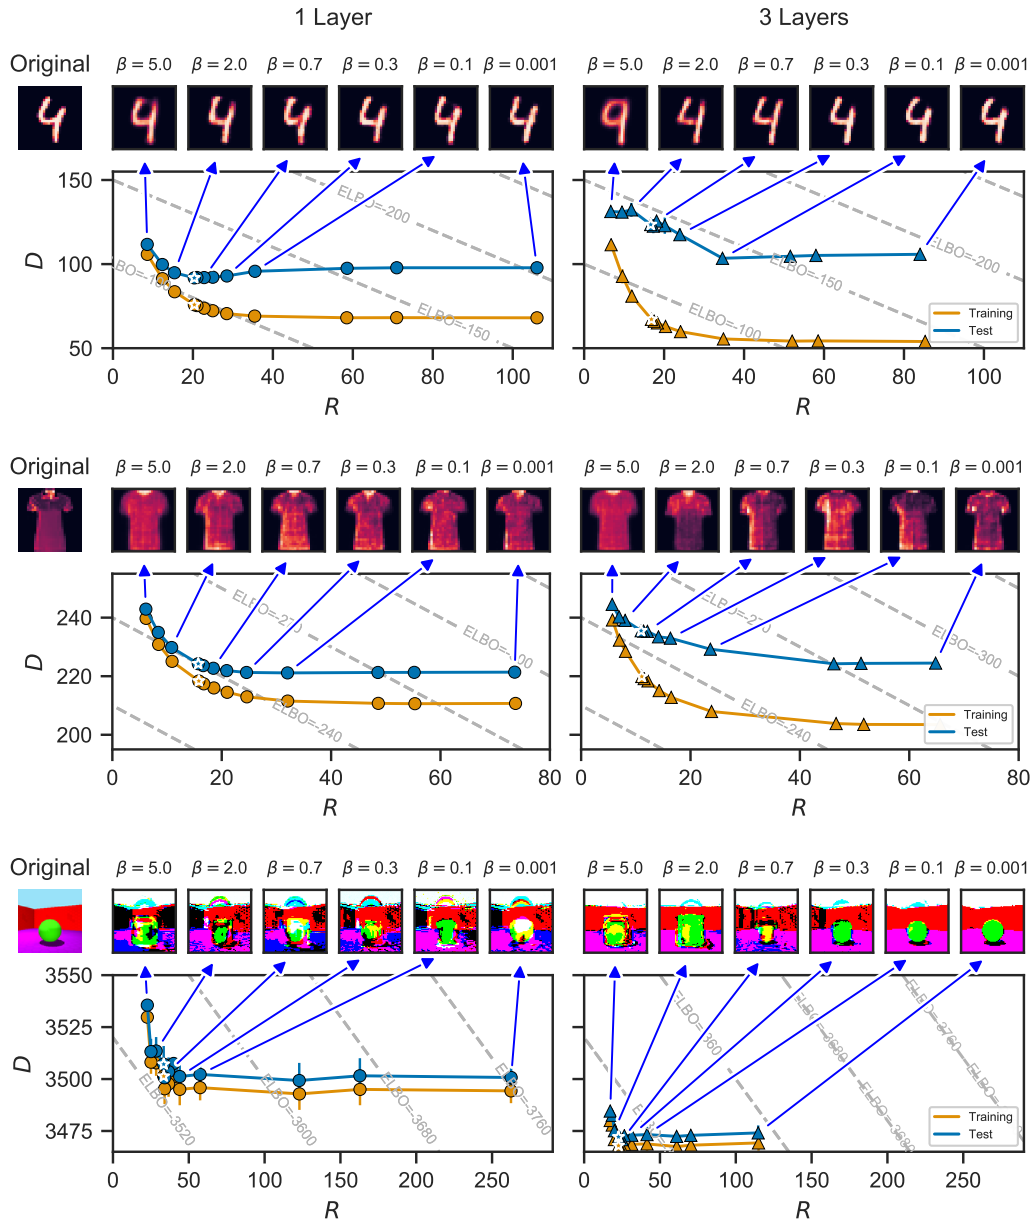 1 Layer 3 Layers
Original β = 5.0 β = 2.0 β = 0.7 β = 0.3 β = 0.1 β = 0.001 β = 5.0 β = 2.0 β = 0.7 β = 0.3 β = 0.1 β = 0.001
150
100
50
D
ELBO=-200
ELBO=-150
ELBO=-200
ELBO=-150
ELBO=-100
Training
Test
0 20 40 60 80 100 0 20 40 60 80 100
R R
Original β = 5.0 β = 2.0 β = 0.7 β = 0.3 β = 0.1 β = 0.001 β = 5.0 β = 2.0 β = 0.7 β = 0.3 β = 0.1 β = 0.001
240
220
200
D
ELBO=-270
ELBO=-240
ELBO=-270
ELBO=-300
ELBO=-240
Training
Test
0 20 40 60 80 0 20 40 60 80
R R
Original β = 5.0 β = 2.0 β = 0.7 β = 0.3 β = 0.1 β = 0.001 β = 5.0 β = 2.0 β = 0.7 β = 0.3 β = 0.1 β = 0.001
3550
3525
3500
3475
D
ELBO=-3520
ELBO=-3600
ELBO=-3680
ELBO=-3760
ELBO=-3680
ELBO=-3760
Training
Test
0 50 100 150 200 250 0 50 100 150 200 250
R R